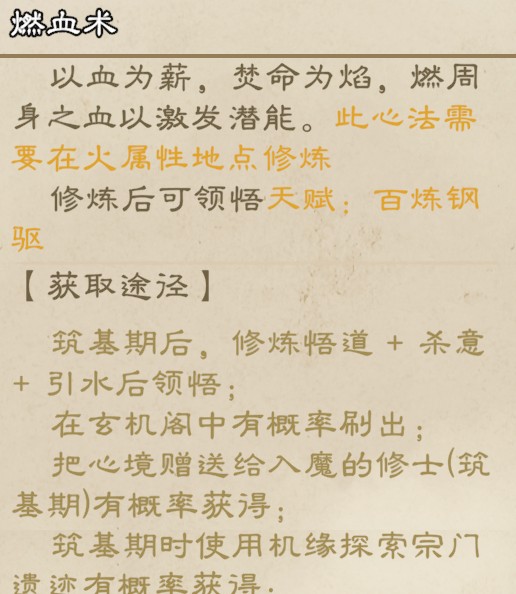 燃血术
以血为薪，焚命为焰，燃周
身之血以激发潜能。此心法需
要在火属性地点修炼
修炼后可领悟天赋：百炼钢
驱
【获取途径】
筑基期后，修炼悟道 + 杀意
+ 引水后领悟；
在玄机阁中有概率刷出；
把心境赠送给入魔的修士(筑
基期)有概率获得；
筑基期时使用机缘探索宗门
遗迹有概率获得；